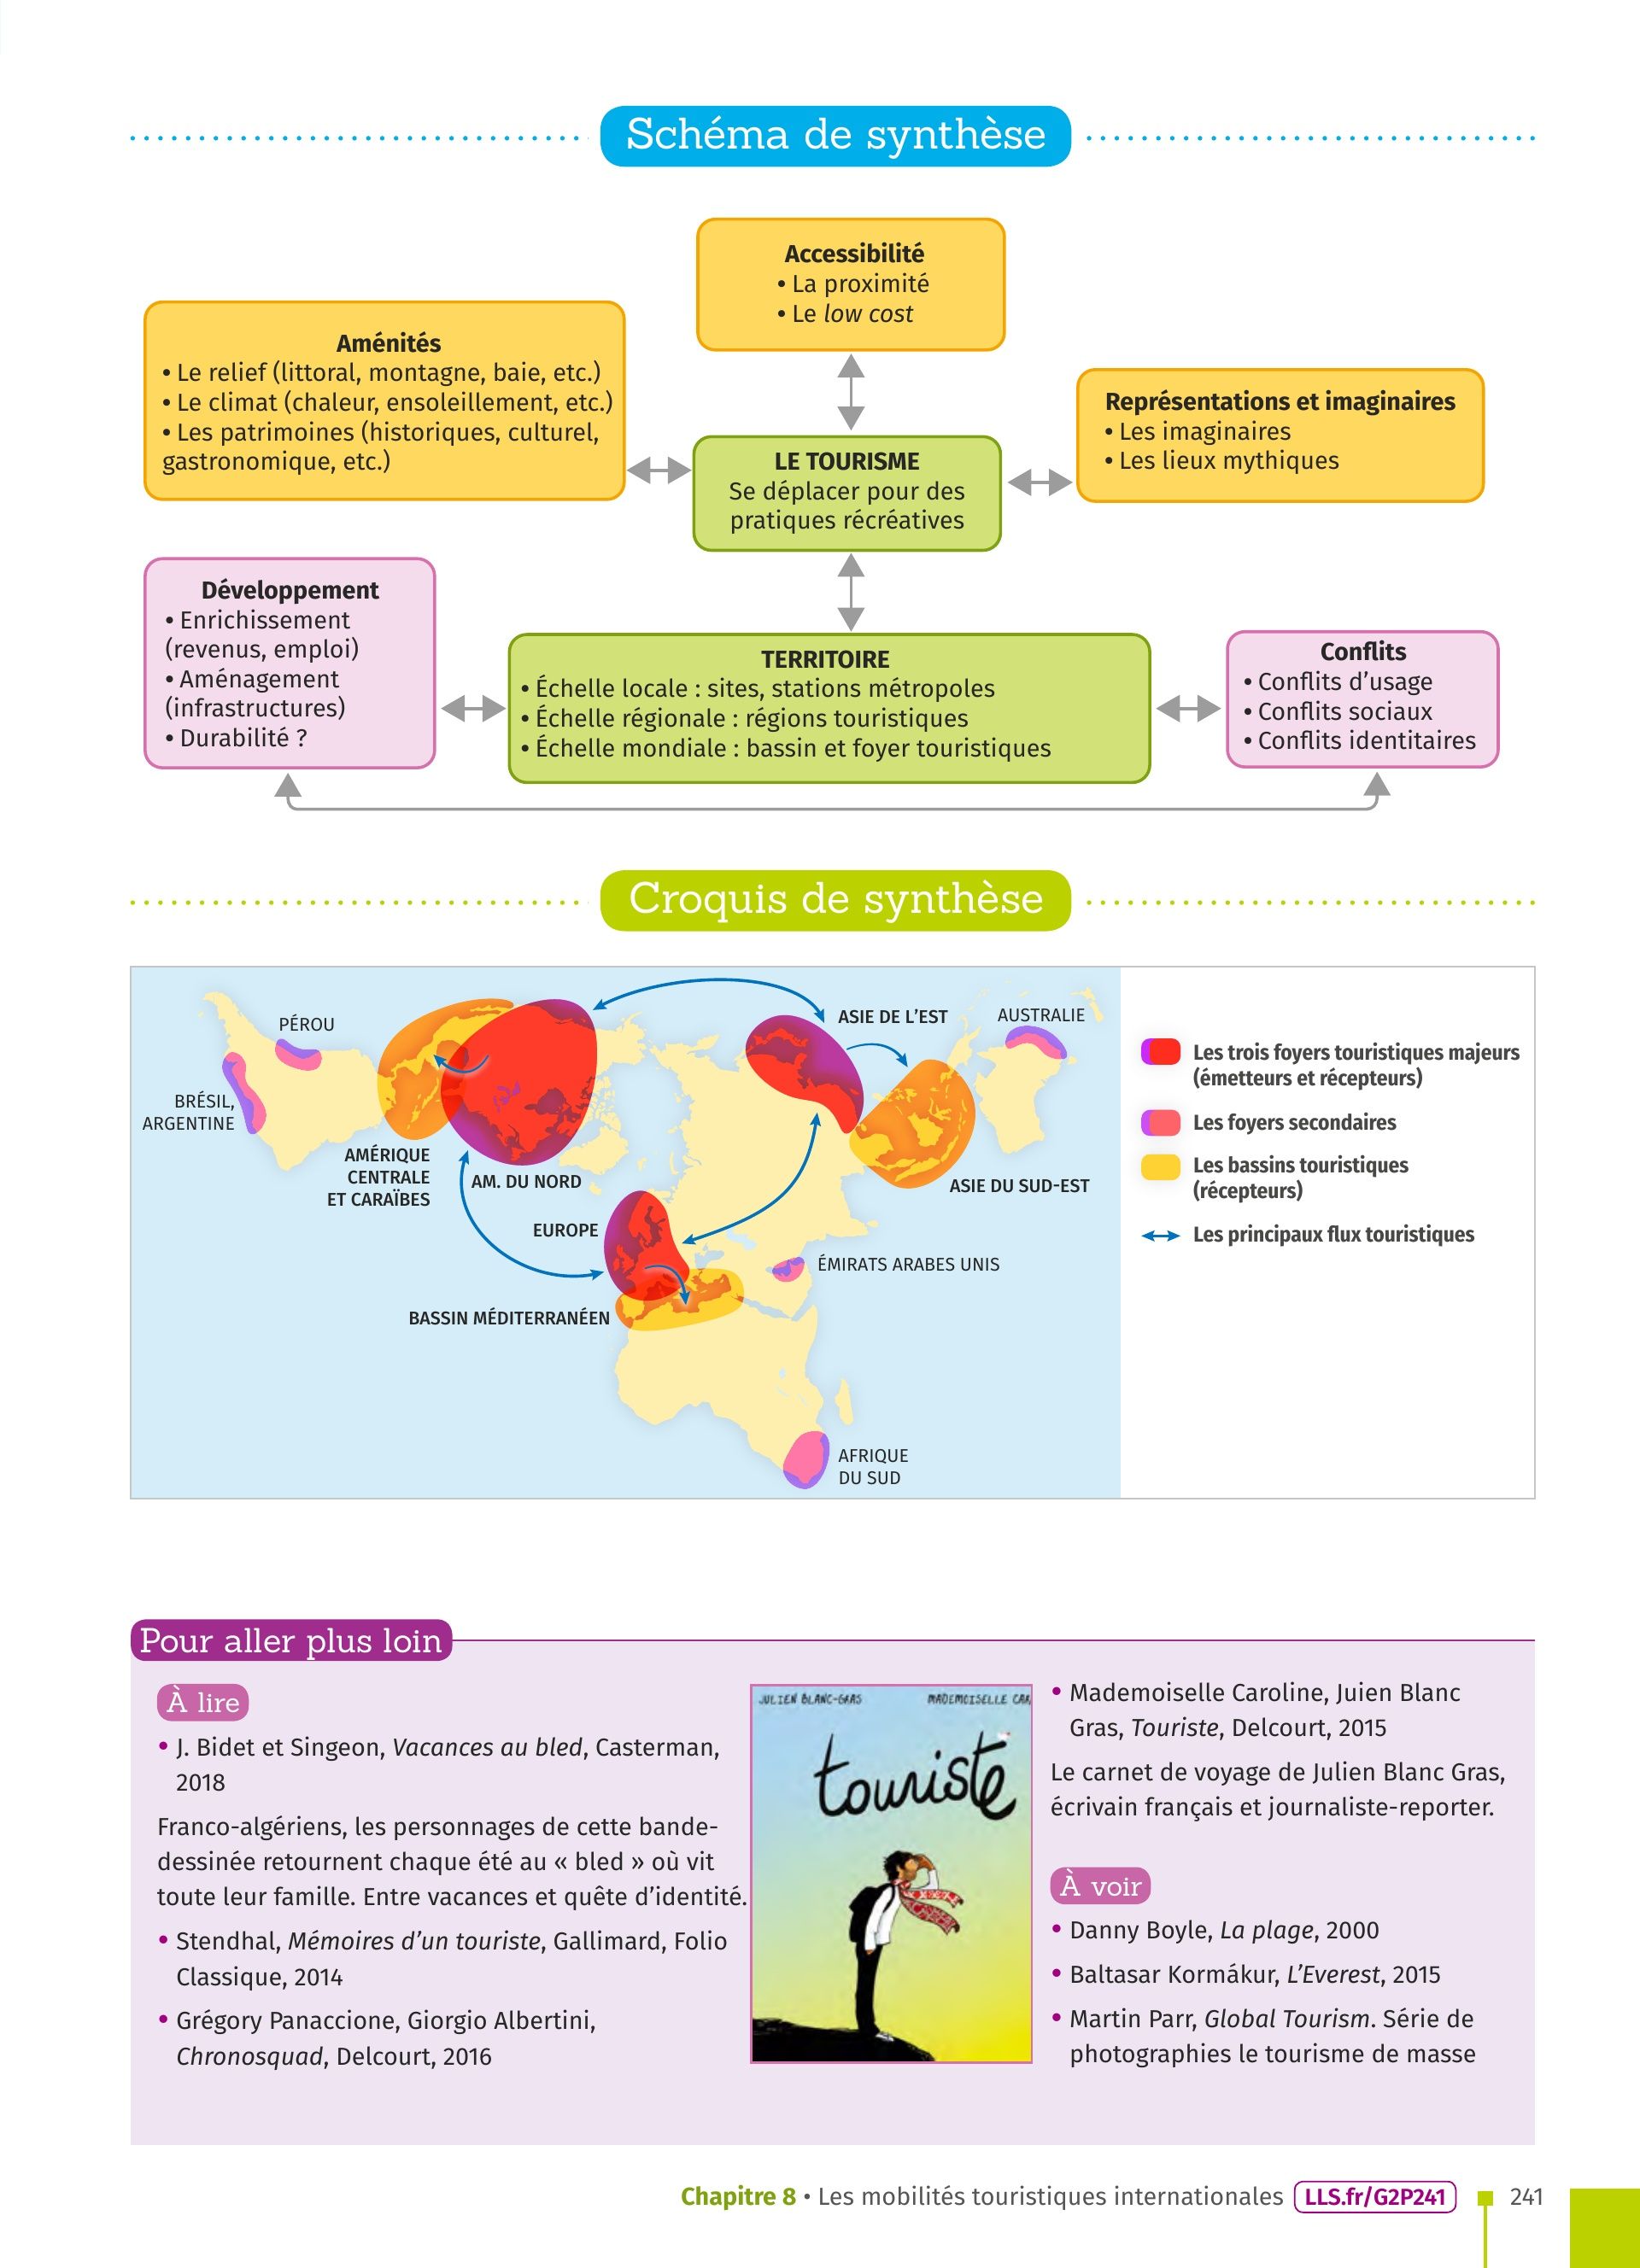 Schéma de synthèse
Accessibilité
• La proximité
• Le low cost
Aménités
• Le relief (littoral, montagne, baie, etc.)
• Le climat (chaleur, ensoleillement, etc.)
• Les patrimoines (historiques, culturel,
gastronomique, etc.)
Représentations et imaginaires
• Les imaginaires
• Les lieux mythiques
LE TOURISME
Se déplacer pour des
pratiques récréatives
Développement
• Enrichissement
(revenus, emploi)
• Aménagement
(infrastructures)
• Durabilité ?
TERRITOIRE
• Échelle locale : sites, stations métropoles
• Échelle régionale : régions touristiques
• Échelle mondiale : bassin et foyer touristiques
Conflits
• Conflits d’usage
• Conflits sociaux
• Conflits identitaires
Croquis de synthèse
PÉROU
BRÉSIL,
ARGENTINE
AMÉRIQUE
CENTRALE
ET CARAÏBES
AM. DU NORD
EUROPE
BASSIN MÉDITERRANÉEN
ASIE DE L’EST
AUSTRALIE
ASIE DU SUD-EST
ÉMIRATS ARABES UNIS
AFRIQUE
DU SUD
Les trois foyers touristiques majeurs
(émetteurs et récepteurs)
Les foyers secondaires
Les bassins touristiques
(récepteurs)
Les principaux flux touristiques
Pour aller plus loin
À lire
• J. Bidet et Singeon, Vacances au bled, Casterman,
2018
Franco-algériens, les personnages de cette bande-
dessinée retournent chaque été au « bled » où vit
toute leur famille. Entre vacances et quête d’identité.
• Stendhal, Mémoires d’un touriste, Gallimard, Folio
Classique, 2014
• Grégory Panaccione, Giorgio Albertini,
Chronosquad, Delcourt, 2016
JULIEN BLANC-GRAS MADEMOISELLE CAR
touriste
• Mademoiselle Caroline, Juien Blanc
Gras, Touriste, Delcourt, 2015
Le carnet de voyage de Julien Blanc Gras,
écrivain français et journaliste-reporter.
À voir
• Danny Boyle, La plage, 2000
• Baltasar Kormákur, L’Everest, 2015
• Martin Parr, Global Tourism. Série de
photographies le tourisme de masse
Chapitre 8 • Les mobilités touristiques internationales LLS.fr/G2P241 241